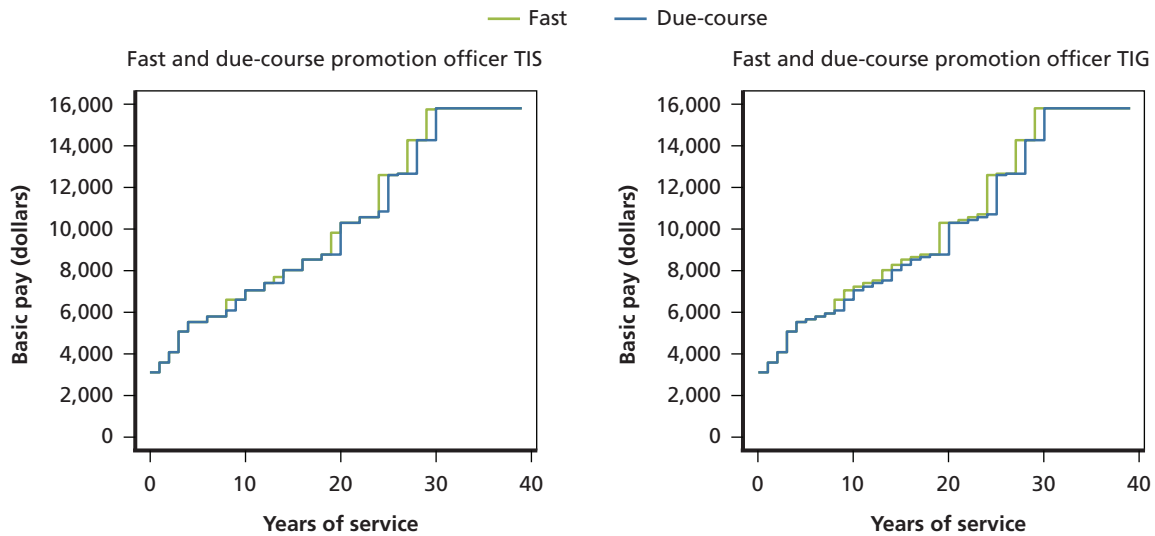 Fast Due-course
Fast and due-course promotion officer TIS
16,000
14,000
12,000
10,000
8,000
6,000
4,000
2,000
0
Basic pay (dollars)
0 10 20 30 40
Years of service
Fast and due-course promotion officer TIG
16,000
14,000
12,000
10,000
8,000
6,000
4,000
2,000
0
Basic pay (dollars)
0 10 20 30 40
Years of service